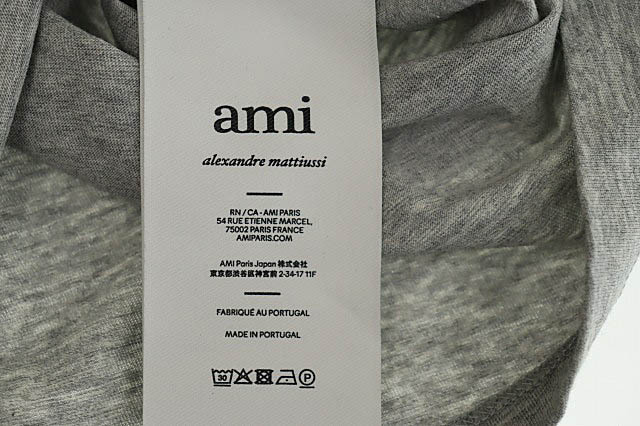 ami
alexandre mattiussi
RN / CA - AMI PARIS
54 RUE ETIENNE MARCEL,
75002 PARIS FRANCE
AMIPARIS.COM
AMI Paris Japan 株式会社
東京都渋谷区神宮前 2-34-17 11F
FABRIQUÉ AU PORTUGAL
MADE IN PORTUGAL
30 P